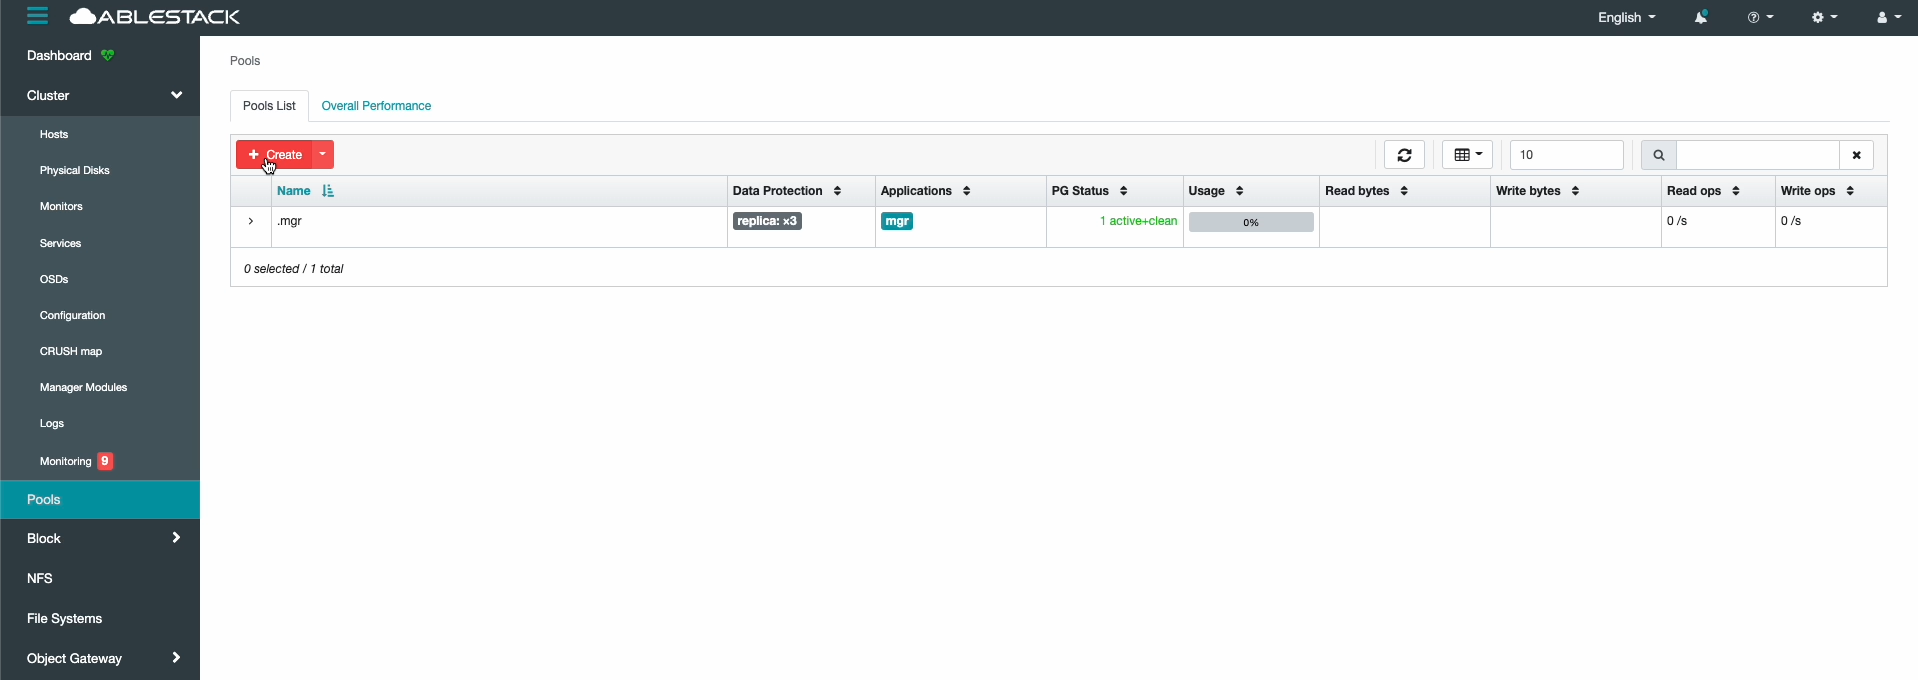 ABLESTACK
English
Dashboard
Cluster
Hosts
Physical Disks
Monitors
Services
OSDs
Configuration
CRUSH map
Manager Modules
Logs
Monitoring 9
Pools
Block
NFS
File Systems
Object Gateway
Pools
Pools List Overall Performance
+ Create
10
Name Data Protection Applications PG Status Usage Read bytes Write bytes Read ops Write ops
.mgr replica: ×3 mgr 1 active+clean 0% 0 /s 0 /s
0 selected / 1 total